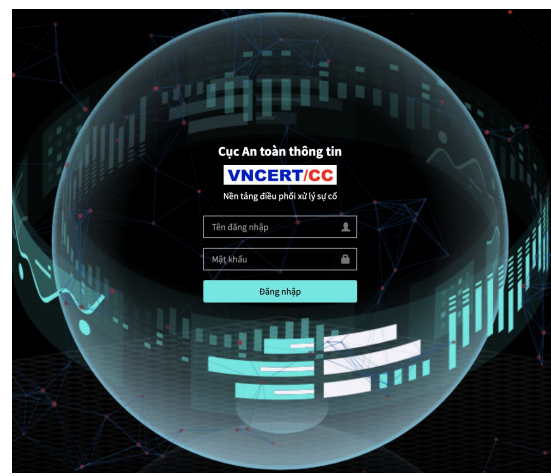 Cục An toàn thông tin
VNCERT/CC
Nền tảng điều phối xử lý sự cố
Tên đăng nhập
Mật khẩu
Đăng nhập